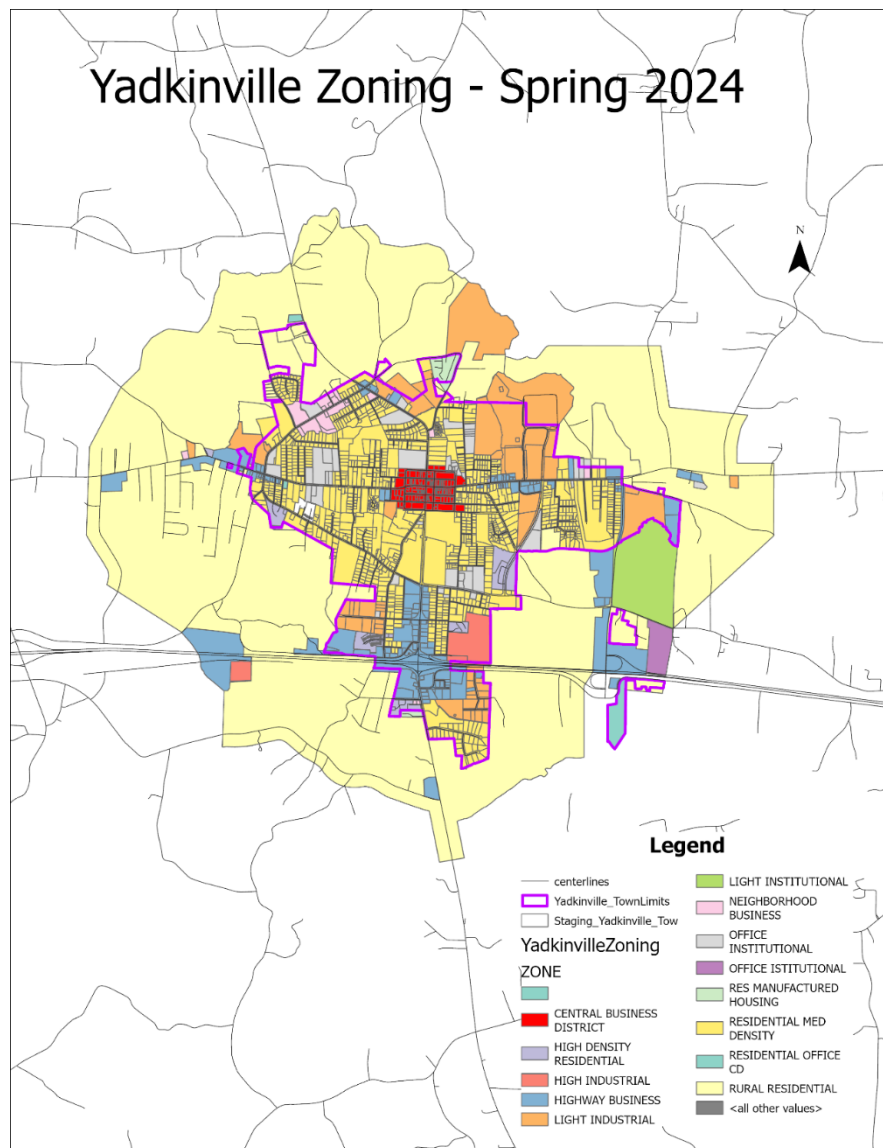 Yadkinville Zoning - Spring 2024
N
Legend
centerlines
Yadkinville_TownLimits
Staging_Yadkinville_Tow
YadkinvilleZoning
ZONE
CENTRAL BUSINESS
DISTRICT
HIGH DENSITY
RESIDENTIAL
HIGH INDUSTRIAL
HIGHWAY BUSINESS
LIGHT INDUSTRIAL
LIGHT INSTITUTIONAL
NEIGHBORHOOD
BUSINESS
OFFICE
INSTITUTIONAL
OFFICE ISTITUTIONAL
RES MANUFACTURED
HOUSING
RESIDENTIAL MED
DENSITY
RESIDENTIAL OFFICE
CD
RURAL RESIDENTIAL
<all other values>